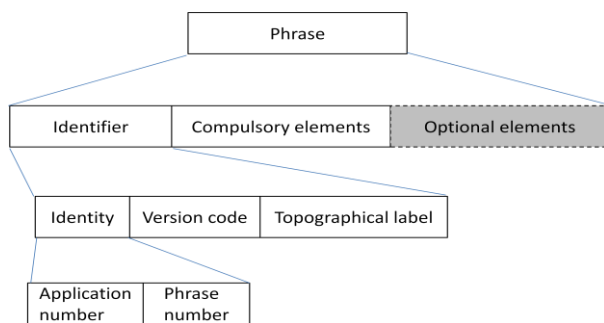 Phrase
Identifier
Compulsory elements
Optional elements
Identity
Version code
Topographical label
Application
number
Phrase
number